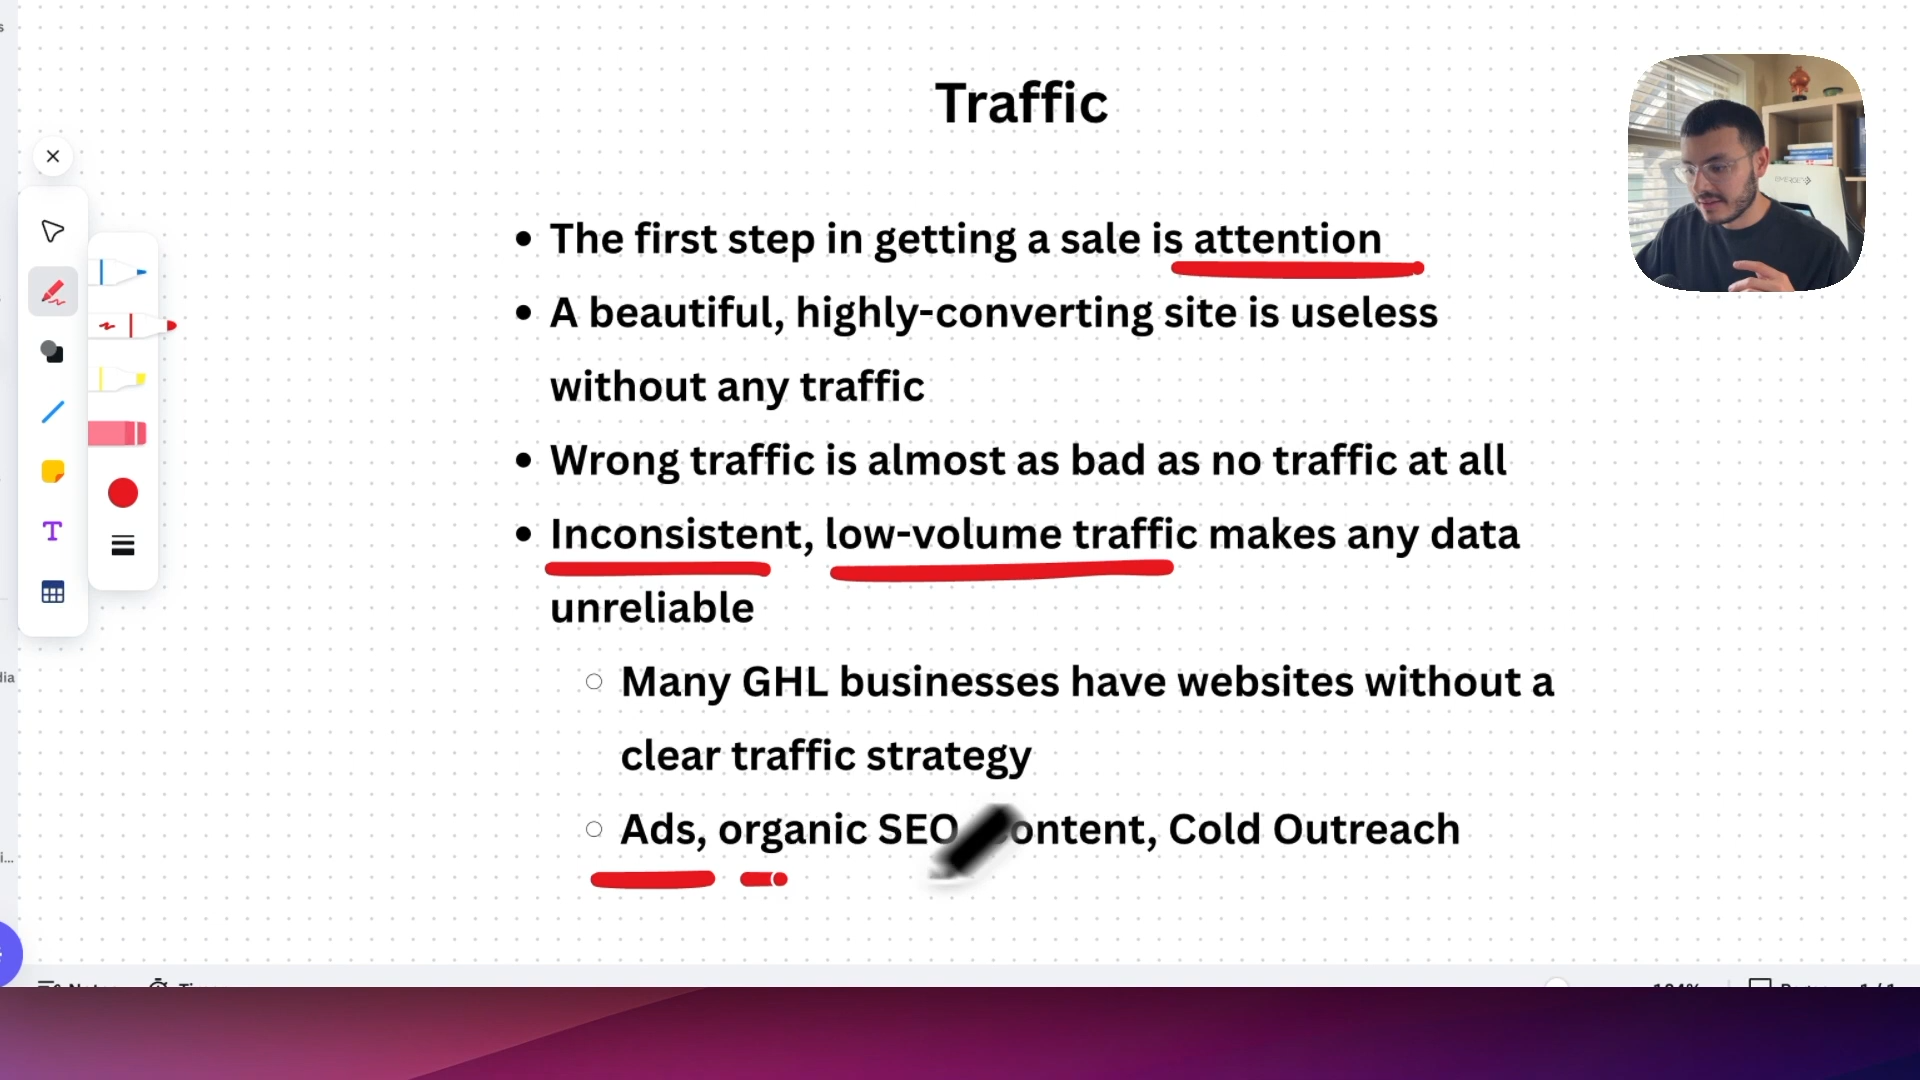 Traffic
The first step in getting a sale is attention
A beautiful, highly-converting site is useless
without any traffic
Wrong traffic is almost as bad as no traffic at all
Inconsistent, low-volume traffic makes any data
unreliable
Many GHL businesses have websites without a
clear traffic strategy
Ads, organic SEO Content, Cold Outreach